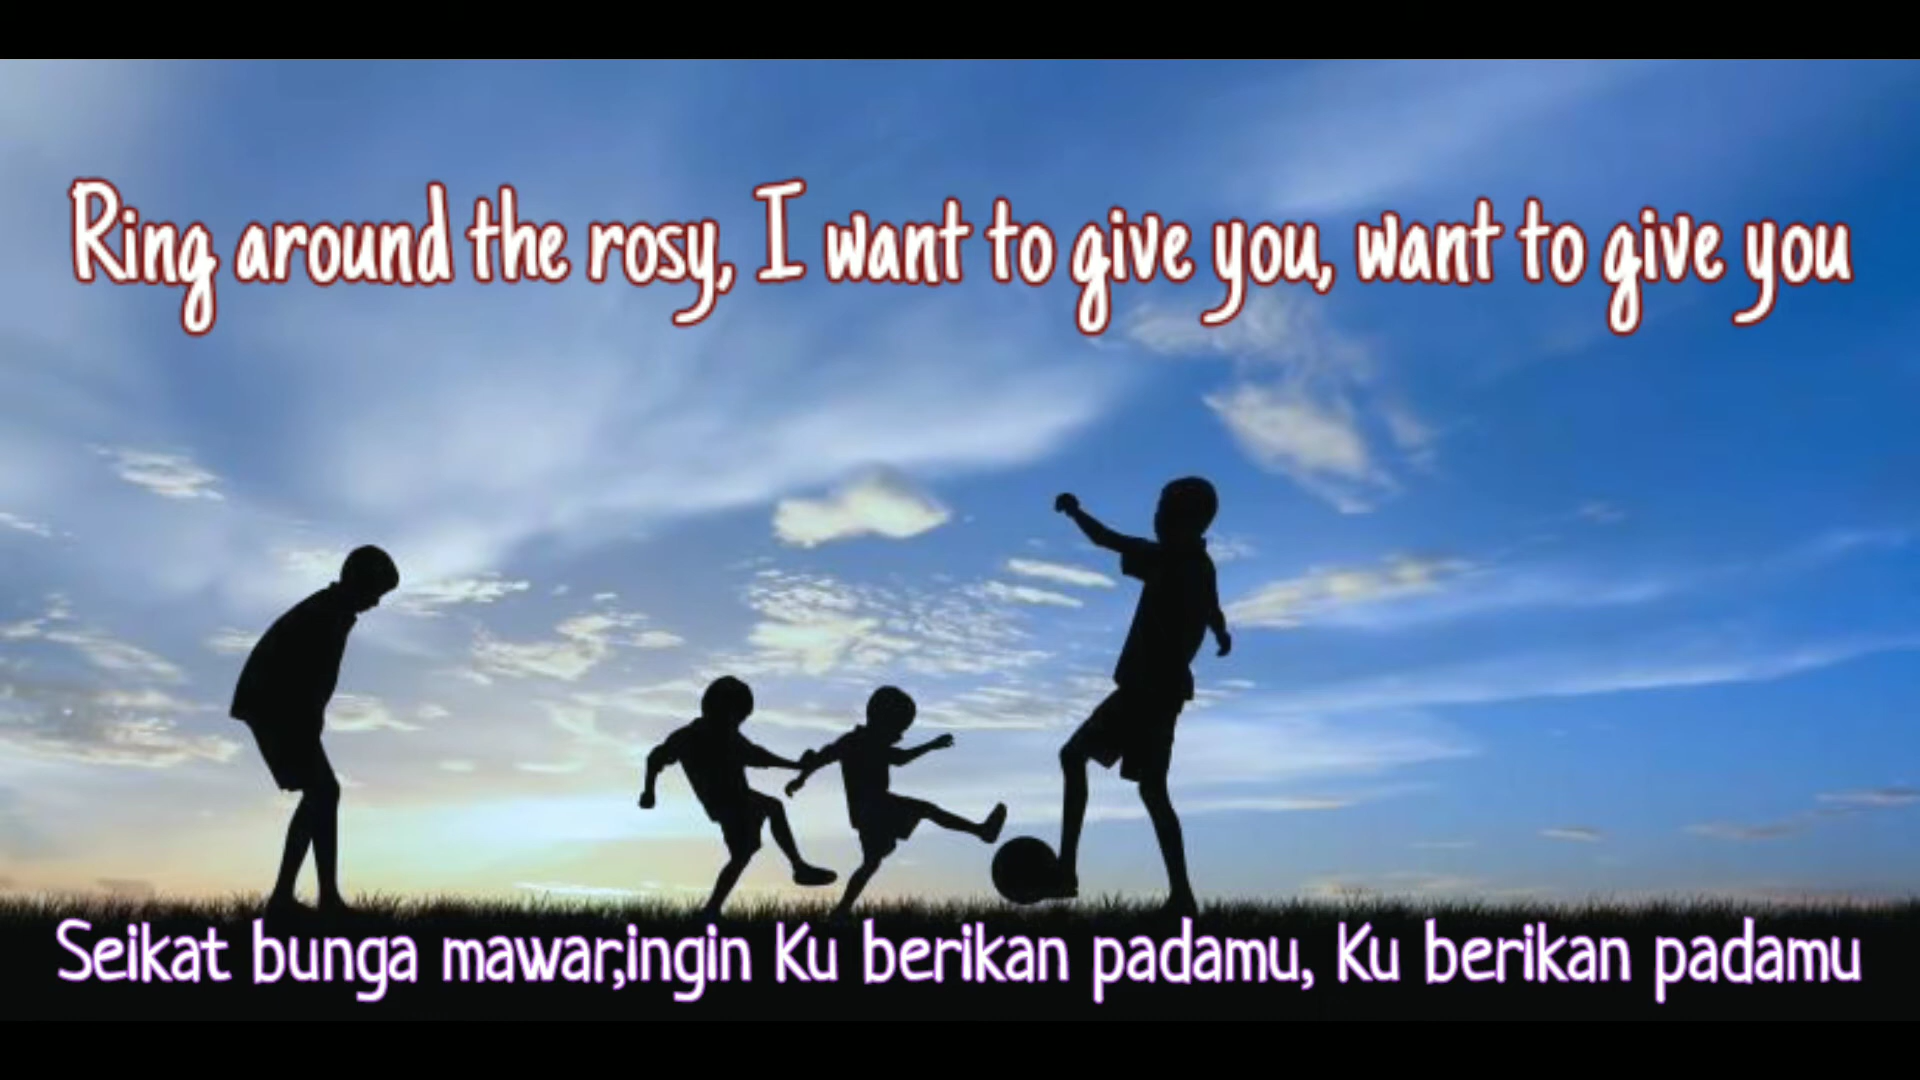 Ring around the rosy, I want to give you, want to give you
Seikat bunga mawar,ingin Ku berikan padamu, Ku berikan padamu